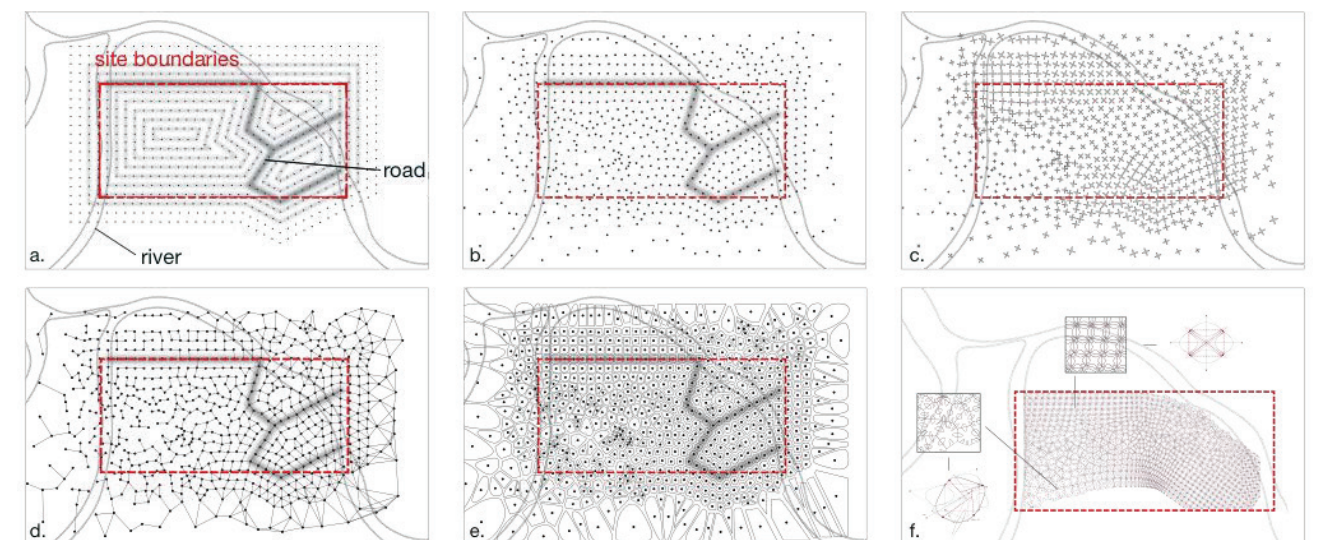 site boundaries
road
river
a.
b.
c.
d.
e.
f.